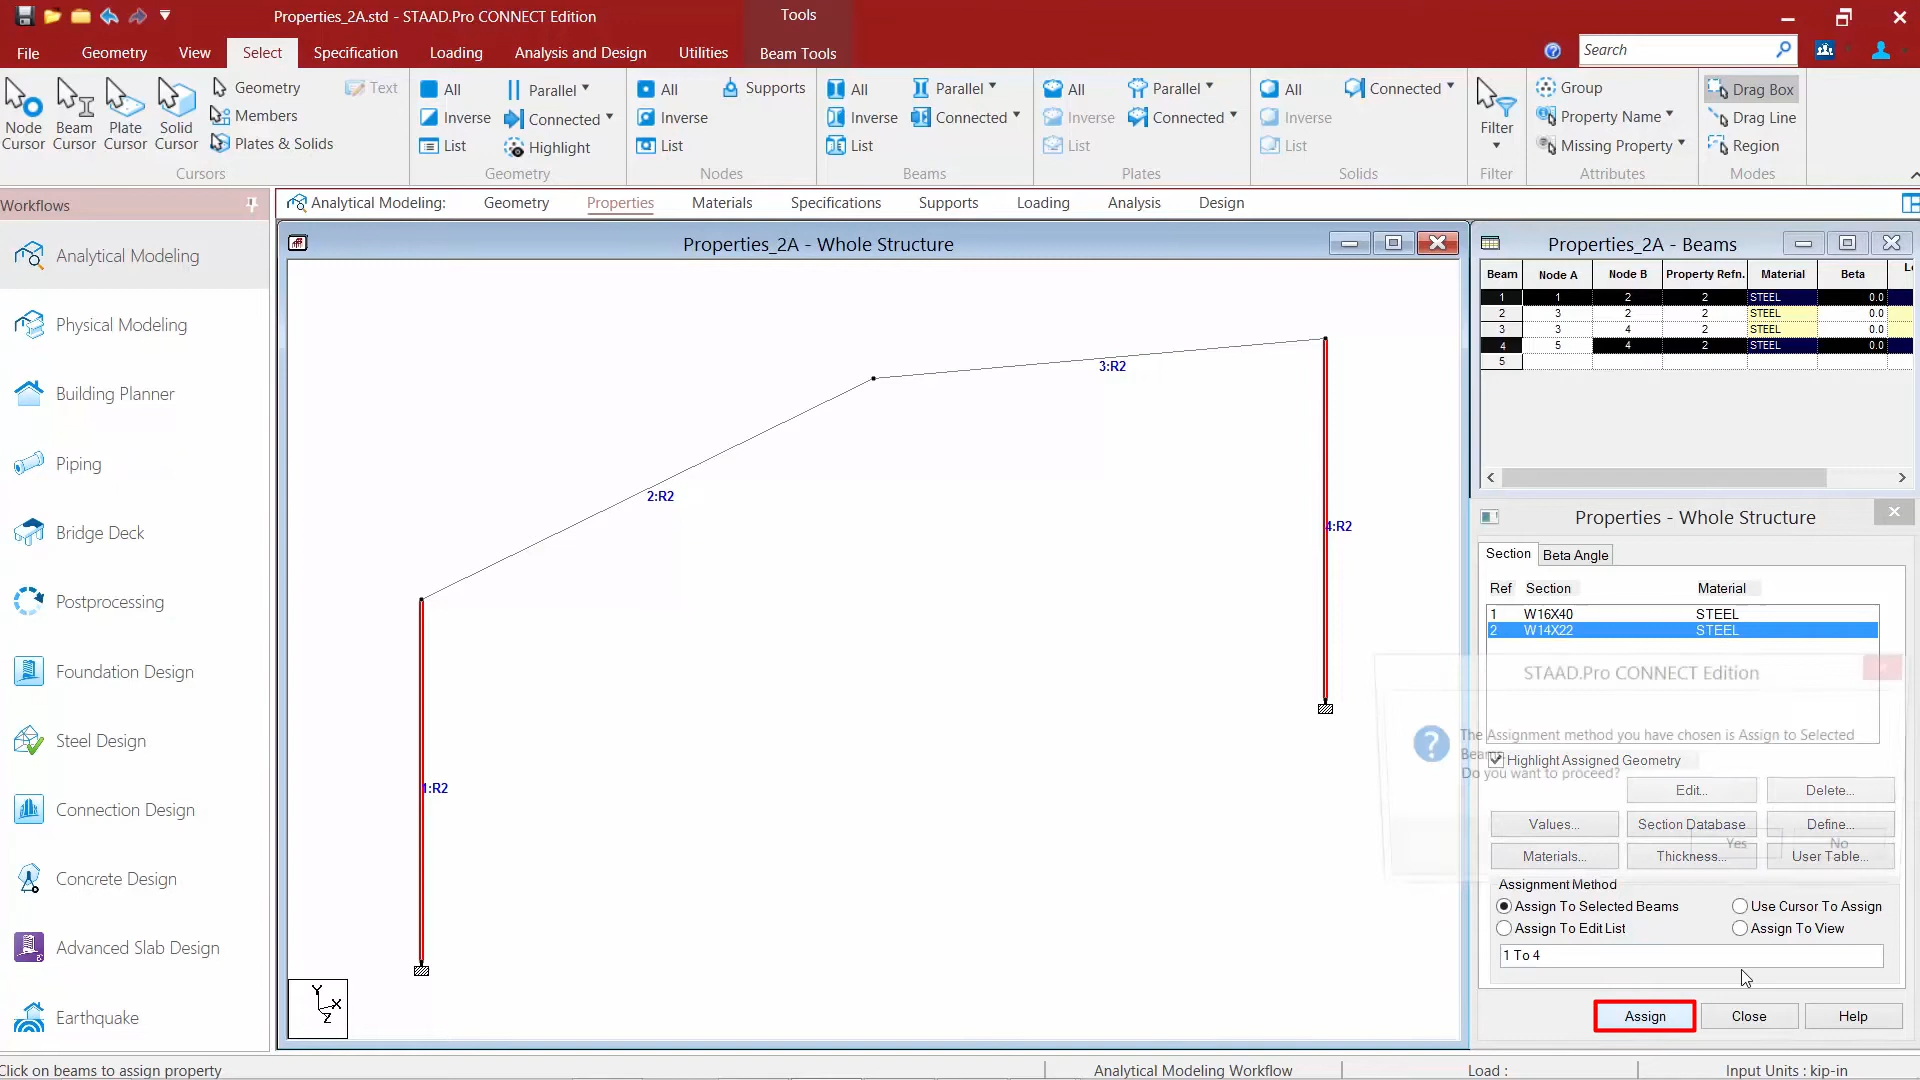 Properties_2A.std - STAAD.Pro CONNECT Edition
Tools
File
Geometry
View
Select
Specification
Loading
Analysis and Design
Utilities
Beam Tools
Search
Node Cursor
Beam Cursor
Plate Cursor
Solid Cursor
Geometry
Members
Plates & Solids
Text
Cursors
All
Inverse
List
Parallel
Connected
Highlight
Geometry
All
Inverse
List
Supports
Nodes
All
Inverse
List
Parallel
Connected
Beams
All
Inverse
List
Parallel
Connected
Plates
All
Inverse
List
Connected
Solids
Filter
Filter
Group
Property Name
Missing Property
Attributes
Drag Box
Drag Line
Region
Modes
Workflows
Analytical Modeling
Physical Modeling
Building Planner
Piping
Bridge Deck
Postprocessing
Foundation Design
Steel Design
Connection Design
Concrete Design
Advanced Slab Design
Earthquake
Analytical Modeling: Geometry Properties Materials Specifications Supports Loading Analysis Design
Properties_2A - Whole Structure
3:R2
2:R2
4:R2
1:R2
Y
X
Z
Properties_2A - Beams
Beam Node A Node B Property Refn. Material Beta
1 1 2 2 STEEL 0.0
2 3 2 2 STEEL 0.0
3 3 4 2 STEEL 0.0
4 5 4 2 STEEL 0.0
5
Properties - Whole Structure
Section Beta Angle
Ref Section Material
1 W16X40 STEEL
2 W14X22 STEEL
STAAD.Pro CONNECT Edition
The Assignment method you have chosen is Assign to Selected
Beams.
Do you want to proceed?
Yes No
Highlight Assigned Geometry
Edit... Delete...
Values... Section Database Define...
Materials... Thickness... User Table...
Assignment Method
Assign To Selected Beams Use Cursor To Assign
Assign To Edit List Assign To View
1 To 4
Assign Close Help
Click on beams to assign property
Analytical Modeling Workflow
Load :
Input Units : kip-in